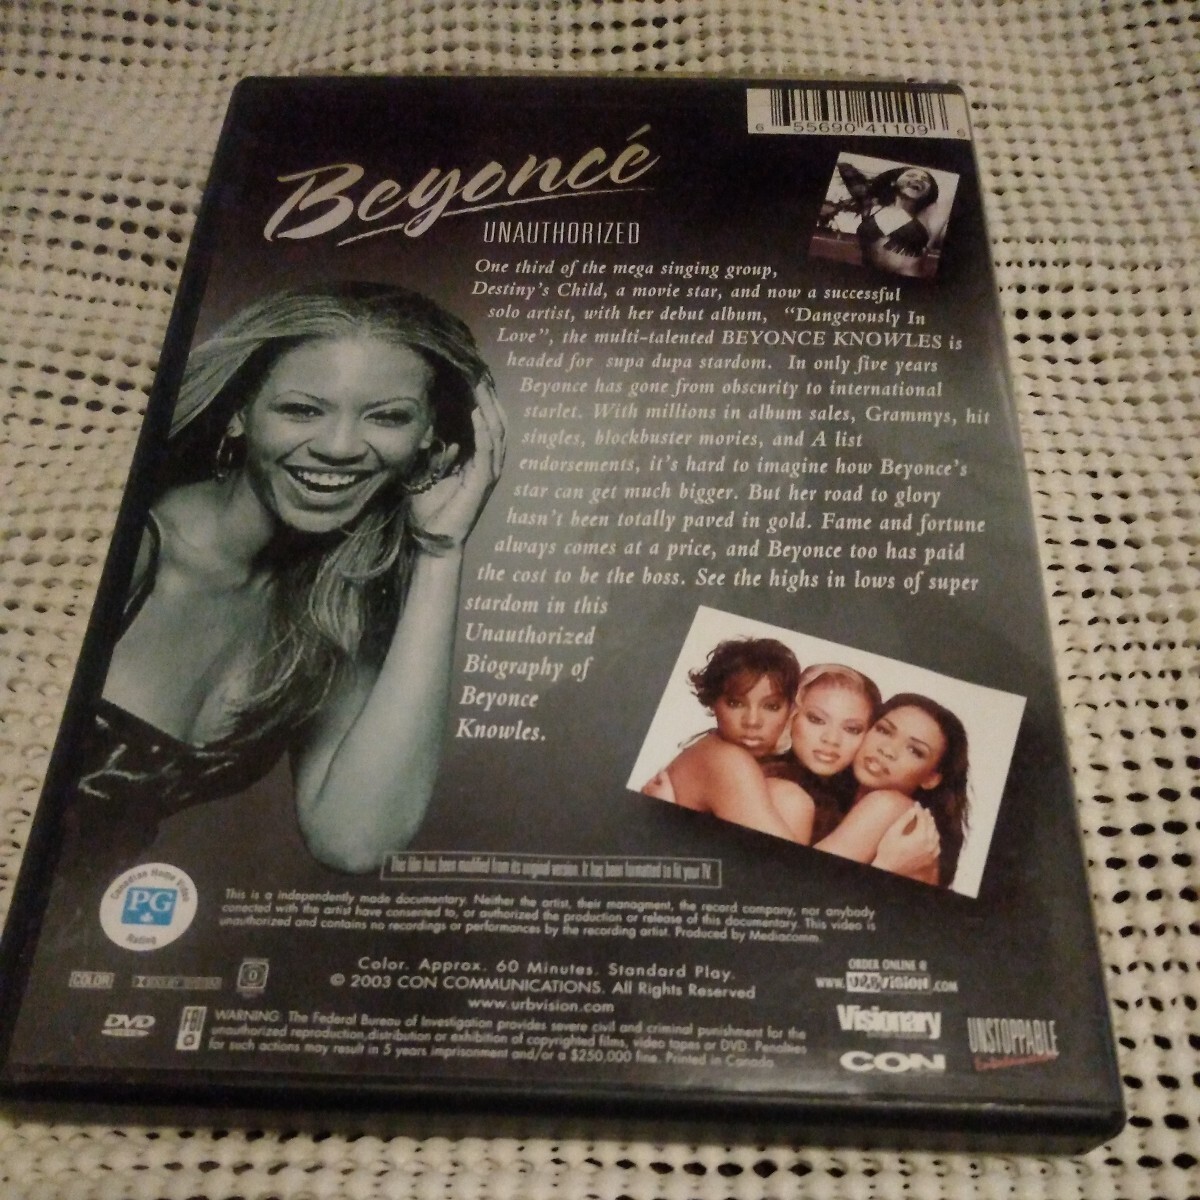 6 55690 41109 6
Beyoncé
UNAUTHORIZED
One third of the mega singing group,
Destiny's Child, a movie star, and now a successful
solo artist, with her debut album, "Dangerously In
Love", the multi-talented BEYONCE KNOWLES is
headed for supa dupa stardom. In only five years
Beyonce has gone from obscurity to international
starlet. With millions in album sales, Grammys, hit
singles, blockbuster movies, and A list
endorsements, it's hard to imagine how Beyonce's
star can get much bigger. But her road to glory
hasn't been totally paved in gold. Fame and fortune
always comes at a price, and Beyonce too has paid
the cost to be the boss. See the highs in lows of super
stardom in this
Unauthorized
Biography of
Beyonce
Knowles.
This film has been modified from its original version. It has been formatted to fit your TV.
Canadian Home Video
PG
Rating
This is a independently made documentary. Neither the artist, their managment, the record company, nor anybody
conected with the artist have consented to, or authorized the production or release of this documentary. This video is
unauthorized and contains no recordings or performances by the recording artist. Produced by Mediacomm.
COLOR
DOLBY
0
Color. Approx. 60 Minutes. Standard Play.
© 2003 CON COMMUNICATIONS. All Rights Reserved
www.urbvision.com
ORDER ONLINE @
www.URBVISION.COM
DVD
FBI
WARNING: The Federal Bureau of Investigation provides severe civil and criminal punishment for the
unauthorized reproduction, distribution or exhibition of copyrighted films, video tapes or DVD. Penalties
for such actions may result in 5 years imprisonment and/or a $250,000 fine. Printed in Canada.
Visionary
CON
UNSTOPPABLE
Entertainment